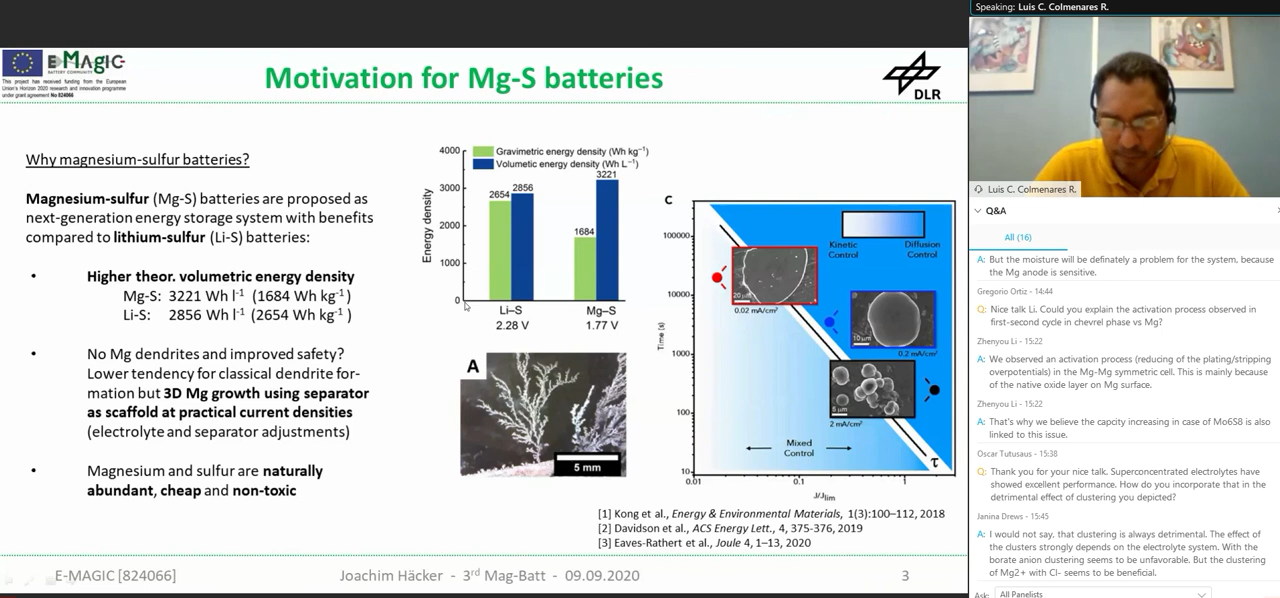 Speaking: Luis C. Colmenares R.
E-MAGIC
BATTERY COMMUNITY
This project has received funding from the European
Union's Horizon 2020 research and innovation programme
under grant agreement No 824066
Motivation for Mg-S batteries
DLR
Why magnesium-sulfur batteries?
Magnesium-sulfur (Mg-S) batteries are proposed as
next-generation energy storage system with benefits
compared to lithium-sulfur (Li-S) batteries:
• Higher theor. volumetric energy density
Mg-S: 3221 Wh l⁻¹ (1684 Wh kg⁻¹ )
Li-S: 2856 Wh l⁻¹ (2654 Wh kg⁻¹ )
• No Mg dendrites and improved safety?
Lower tendency for classical dendrite for-
mation but 3D Mg growth using separator
as scaffold at practical current densities
(electrolyte and separator adjustments)
• Magnesium and sulfur are naturally
abundant, cheap and non-toxic
Energy density
4000
3000
2000
1000
0
Gravimetric energy density (Wh kg⁻¹)
Volumetic energy density (Wh L⁻¹)
2654
2856
1684
3221
Li–S
Mg–S
2.28 V
1.77 V
A
5 mm
C
Time (s)
100000
10000
1000
100
10
Kinetic
Control
Diffusion
Control
20 μm
0.02 mA/cm²
10 μm
0.2 mA/cm²
5 μm
2 mA/cm²
Mixed
Control
τ
0.01
0.1
1
J/Jlim
[1] Kong et al., Energy & Environmental Materials, 1(3):100–112, 2018
[2] Davidson et al., ACS Energy Lett., 4, 375-376, 2019
[3] Eaves-Rathert et al., Joule 4, 1–13, 2020
E-MAGIC [824066]
Joachim Häcker - 3rd Mag-Batt - 09.09.2020
3
Luis C. Colmenares R.
Q&A
All (16)
A: But the moisture will be definately a problem for the system, because
the Mg anode is sensitive.
Gregorio Ortiz - 14:44
Q: Nice talk Li. Could you explain the activation process observed in
first-second cycle in chevrel phase vs Mg?
Zhenyou Li - 15:22
A: We observed an activation process (reducing of the plating/stripping
overpotentials) in the Mg-Mg symmetric cell. This is mainly because
of the native oxide layer on Mg surface.
Zhenyou Li - 15:22
A: That's why we believe the capcity increasing in case of Mo6S8 is also
linked to this issue.
Oscar Tutusaus - 15:38
Q: Thank you for your nice talk. Superconcentrated electrolytes have
showed excellent performance. How do you incorporate that in the
detrimental effect of clustering you depicted?
Janina Drews - 15:45
A: I would not say, that clustering is always detrimental. The effect of
the clusters strongly depends on the electrolyte system. With the
borate anion clustering seems to be unfavorable. But the clustering
of Mg2+ with Cl- seems to be beneficial.
Ask: All Panelists